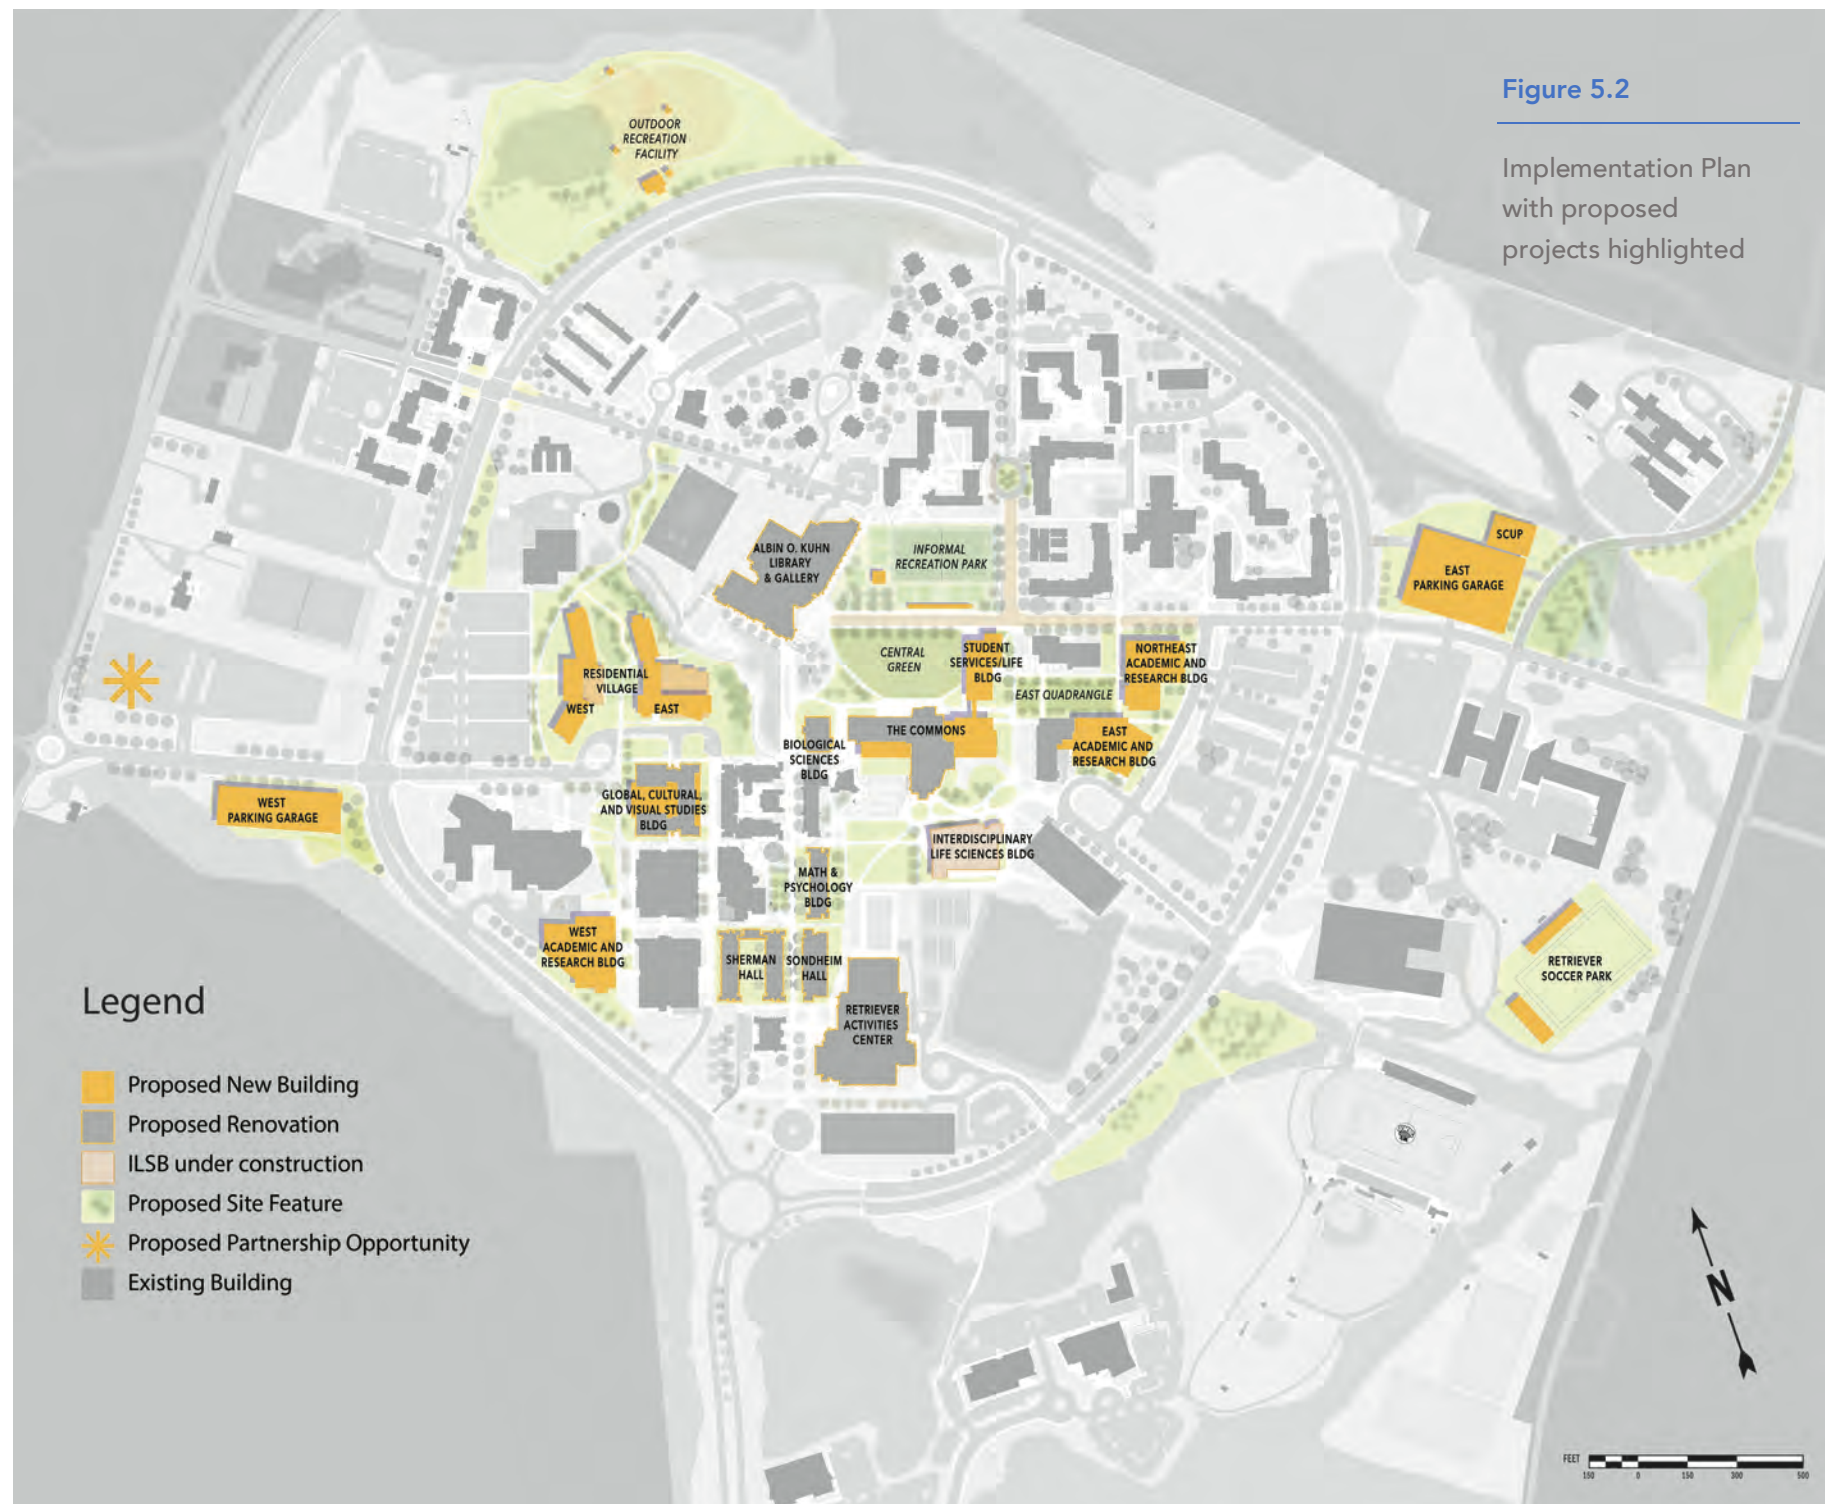 Figure 5.2
Implementation Plan
with proposed
projects highlighted
OUTDOOR
RECREATION
FACILITY
ALBIN O. KUHN
LIBRARY
& GALLERY
INFORMAL
RECREATION PARK
SCUP
EAST
PARKING GARAGE
CENTRAL
GREEN
STUDENT
SERVICES/LIFE
BLDG
NORTHEAST
ACADEMIC AND
RESEARCH BLDG
EAST QUADRANGLE
RESIDENTIAL
VILLAGE
WEST
EAST
THE COMMONS
EAST
ACADEMIC AND
RESEARCH BLDG
BIOLOGICAL
SCIENCES
BLDG
WEST
PARKING GARAGE
GLOBAL, CULTURAL,
AND VISUAL STUDIES
BLDG
INTERDISCIPLINARY
LIFE SCIENCES BLDG
MATH &
PSYCHOLOGY
BLDG
WEST
ACADEMIC AND
RESEARCH BLDG
SHERMAN
HALL
SONDHEIM
HALL
RETRIEVER
SOCCER PARK
RETRIEVER
ACTIVITIES
CENTER
Legend
Proposed New Building
Proposed Renovation
ILSB under construction
Proposed Site Feature
Proposed Partnership Opportunity
Existing Building
N
FEET
150 0 150 300 500